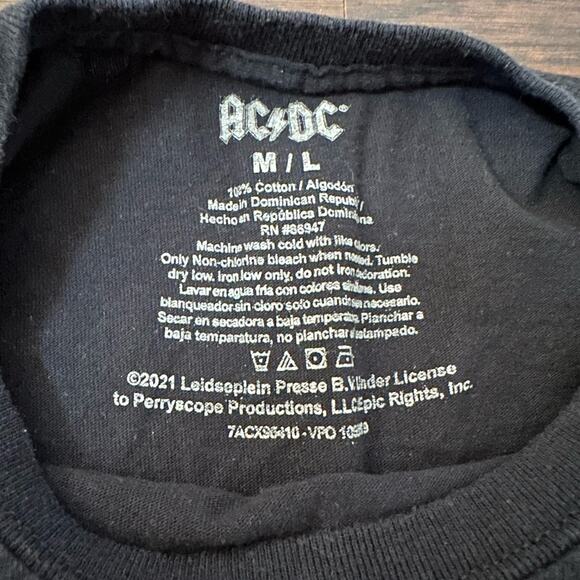 AC⚡DC
M / L
100% Cotton / Algodón
Made in Dominican Republic /
Hecho en República Dominicana
RN #86947
Machine wash cold with like colors.
Only Non-chlorine bleach when needed. Tumble
dry low. Iron low only, do not iron decoration.
Lavar en agua fria con colores similares. Use
blanqueador sin cloro solo cuando sea necesario.
Secar en secadora a baja temperatura. Planchar a
baja temparatura, no planchar estampado.
©2021 Leidseplein Presse B.V. Under License
to Perryscope Productions, LLC/Epic Rights, Inc.